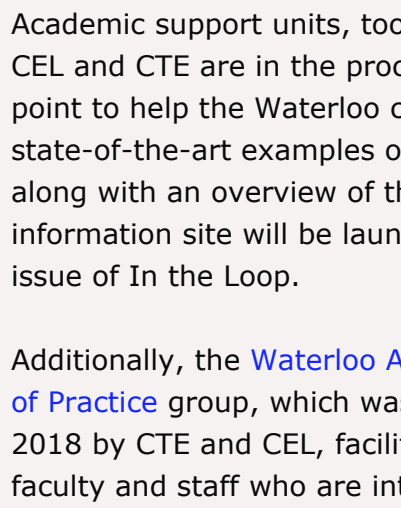 Academic support units, too
CEL and CTE are in the proc
point to help the Waterloo c
state-of-the-art examples o
along with an overview of th
information site will be laun
issue of In the Loop.
Additionally, the Waterloo A
of Practice group, which was
2018 by CTE and CEL, facilit
faculty and staff who are int